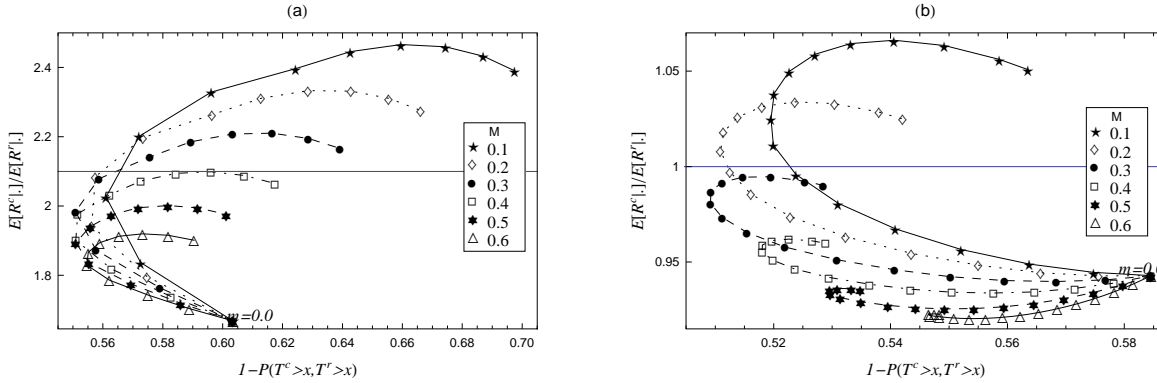 (a)
E[R^c|.]/E[R^r|.]
2.4
2.2
2
1.8
M
0.1
0.2
0.3
0.4
0.5
0.6
m=0.0
0.56 0.58 0.60 0.62 0.64 0.66 0.68 0.70
1−P(T^c>x,T^r>x)
(b)
E[R^c|.]/E[R^r|.]
1.05
1
0.95
M
0.1
0.2
0.3
0.4
0.5
0.6
m=0.0
0.52 0.54 0.56 0.58
1−P(T^c>x,T^r>x)